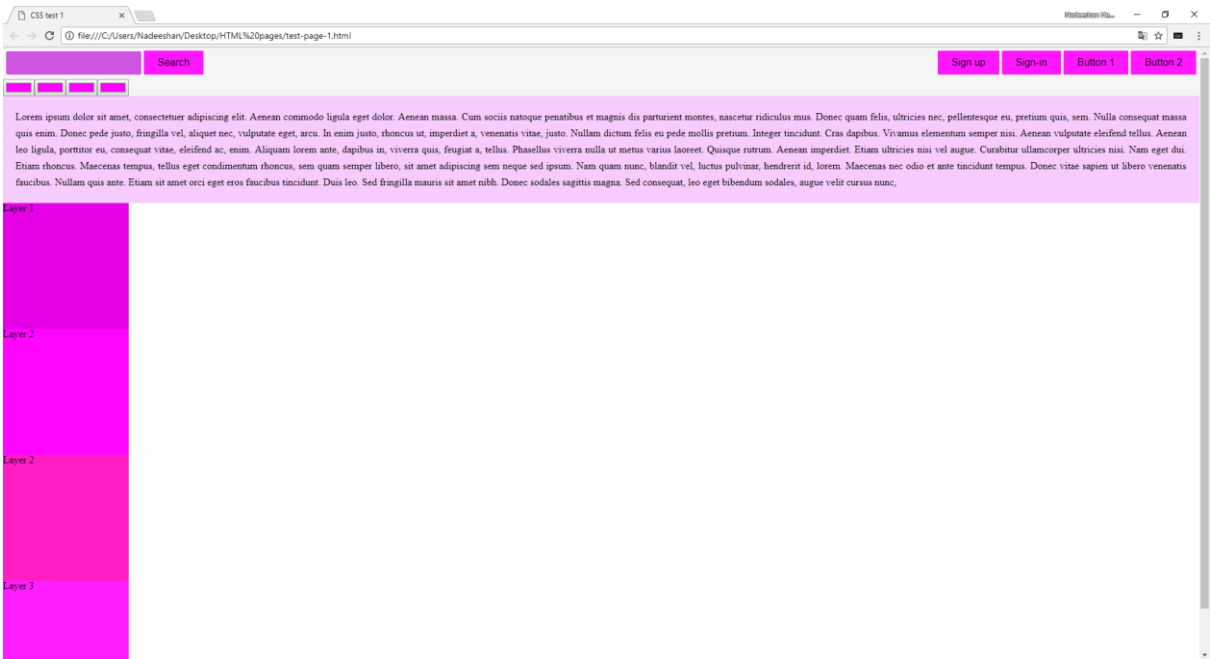 CSS test 1
file:///C:/Users/Nadeeshan/Desktop/HTML%20pages/test-page-1.html
Search
Sign up Sign-in Button 1 Button 2
Lorem ipsum dolor sit amet, consectetuer adipiscing elit. Aenean commodo ligula eget dolor. Aenean massa. Cum sociis natoque penatibus et magnis dis parturient montes, nascetur ridiculus mus. Donec quam felis, ultricies nec, pellentesque eu, pretium quis, sem. Nulla consequat massa
quis enim. Donec pede justo, fringilla vel, aliquet nec, vulputate eget, arcu. In enim justo, rhoncus ut, imperdiet a, venenatis vitae, justo. Nullam dictum felis eu pede mollis pretium. Integer tincidunt. Cras dapibus. Vivamus elementum semper nisi. Aenean vulputate eleifend tellus. Aenean
leo ligula, porttitor eu, consequat vitae, eleifend ac, enim. Aliquam lorem ante, dapibus in, viverra quis, feugiat a, tellus. Phasellus viverra nulla ut metus varius laoreet. Quisque rutrum. Aenean imperdiet. Etiam ultricies nisi vel augue. Curabitur ullamcorper ultricies nisi. Nam eget dui.
Etiam rhoncus. Maecenas tempus, tellus eget condimentum rhoncus, sem quam semper libero, sit amet adipiscing sem neque sed ipsum. Nam quam nunc, blandit vel, luctus pulvinar, hendrerit id, lorem. Maecenas nec odio et ante tincidunt tempus. Donec vitae sapien ut libero venenatis
faucibus. Nullam quis ante. Etiam sit amet orci eget eros faucibus tincidunt. Duis leo. Sed fringilla mauris sit amet nibh. Donec sodales sagittis magna. Sed consequat, leo eget bibendum sodales, augue velit cursus nunc,
Layer 1
Layer 2
Layer 2
Layer 3